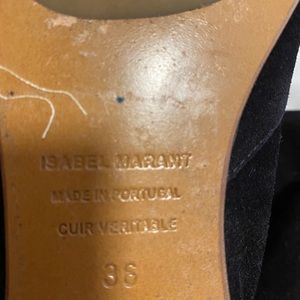 ISABEL MARANT
MADE IN PORTUGAL
CUIR VERITABLE
36